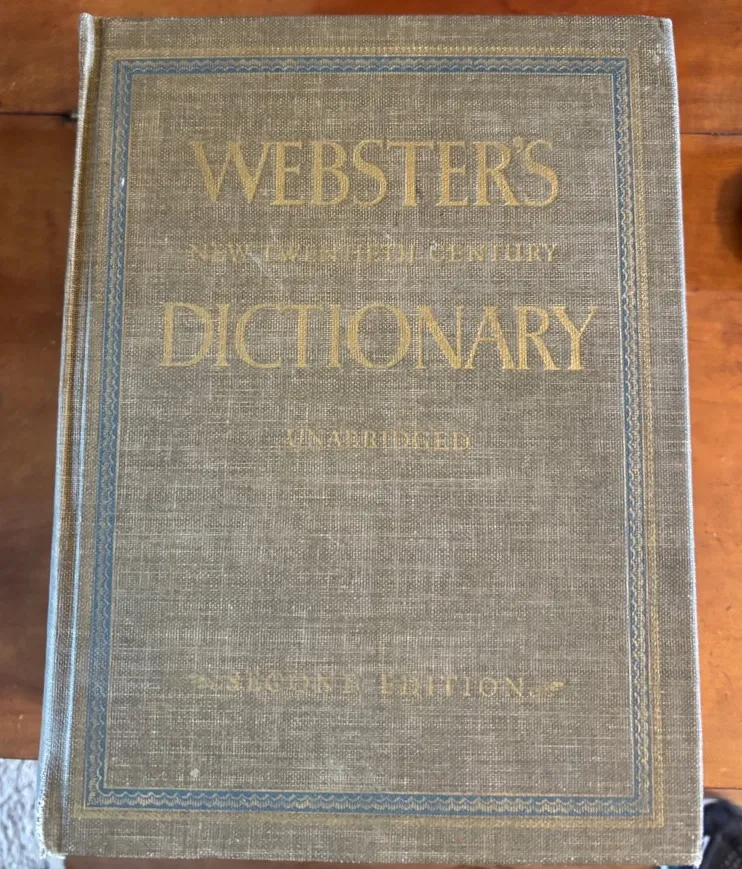 WEBSTER'S
NEW TWENTIETH CENTURY
DICTIONARY
UNABRIDGED
SECOND EDITION